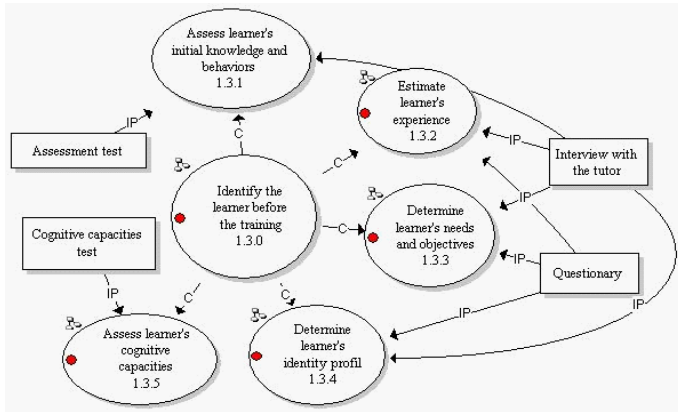 Assess learner's
initial knowledge and
behaviors
1.3.1
Estimate
learner's
experience
1.3.2
IP
C
IP
Assessment test
C
Interview with
the tutor
Identify the
learner before
the training
1.3.0
IP
Determine
learner's needs
and objectives
1.3.3
C
Cognitive capacities
test
IP
Questionary
IP
C
C
IP
IP
Assess learner's
cognitive
capacities
1.3.5
Determine
learner's
identity profil
1.3.4